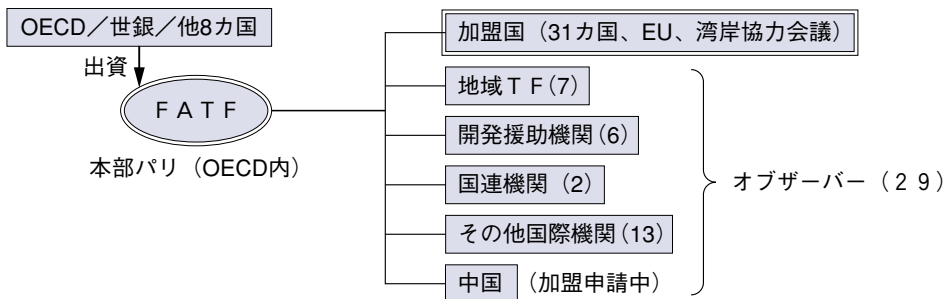 OECD／世銀／他8カ国
出資
ＦＡＴＦ
本部パリ（OECD内）
加盟国（31カ国、EU、湾岸協力会議）
地域ＴＦ(7)
開発援助機関(6)
国連機関（2）
その他国際機関(13)
中国（加盟申請中）
オブザーバー（２９）